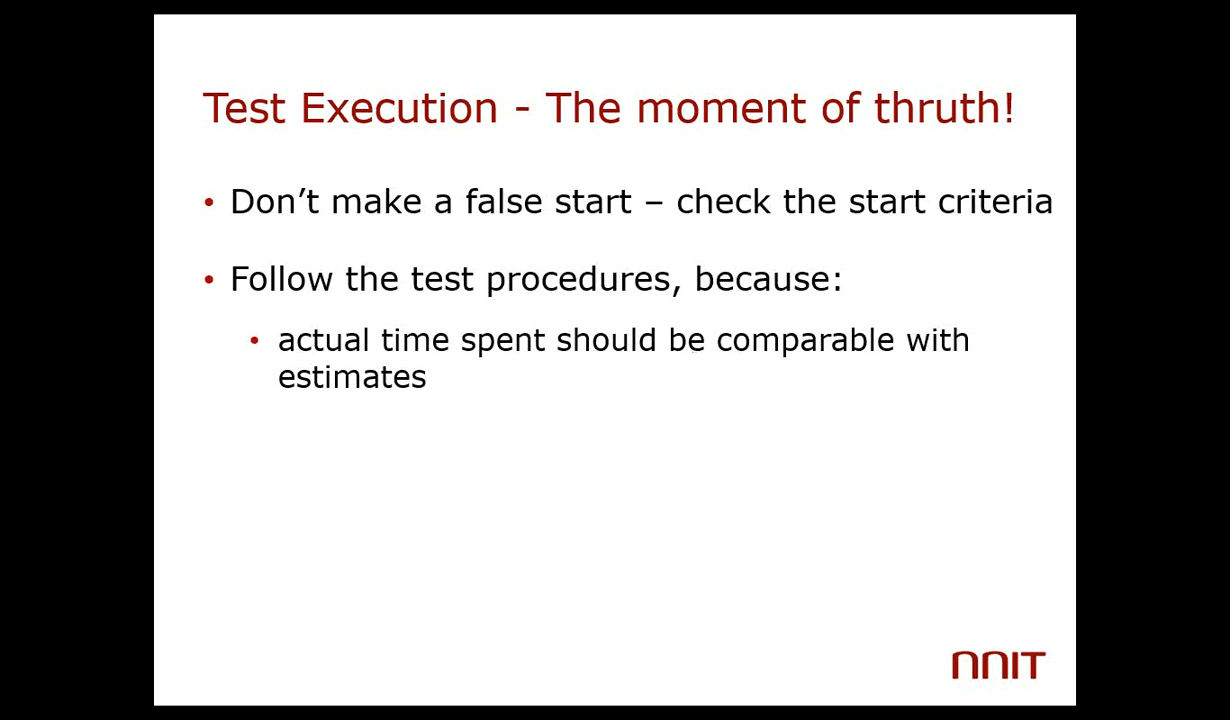 Test Execution - The moment of thruth!
• Don’t make a false start – check the start criteria
• Follow the test procedures, because:
• actual time spent should be comparable with
estimates
nnIT